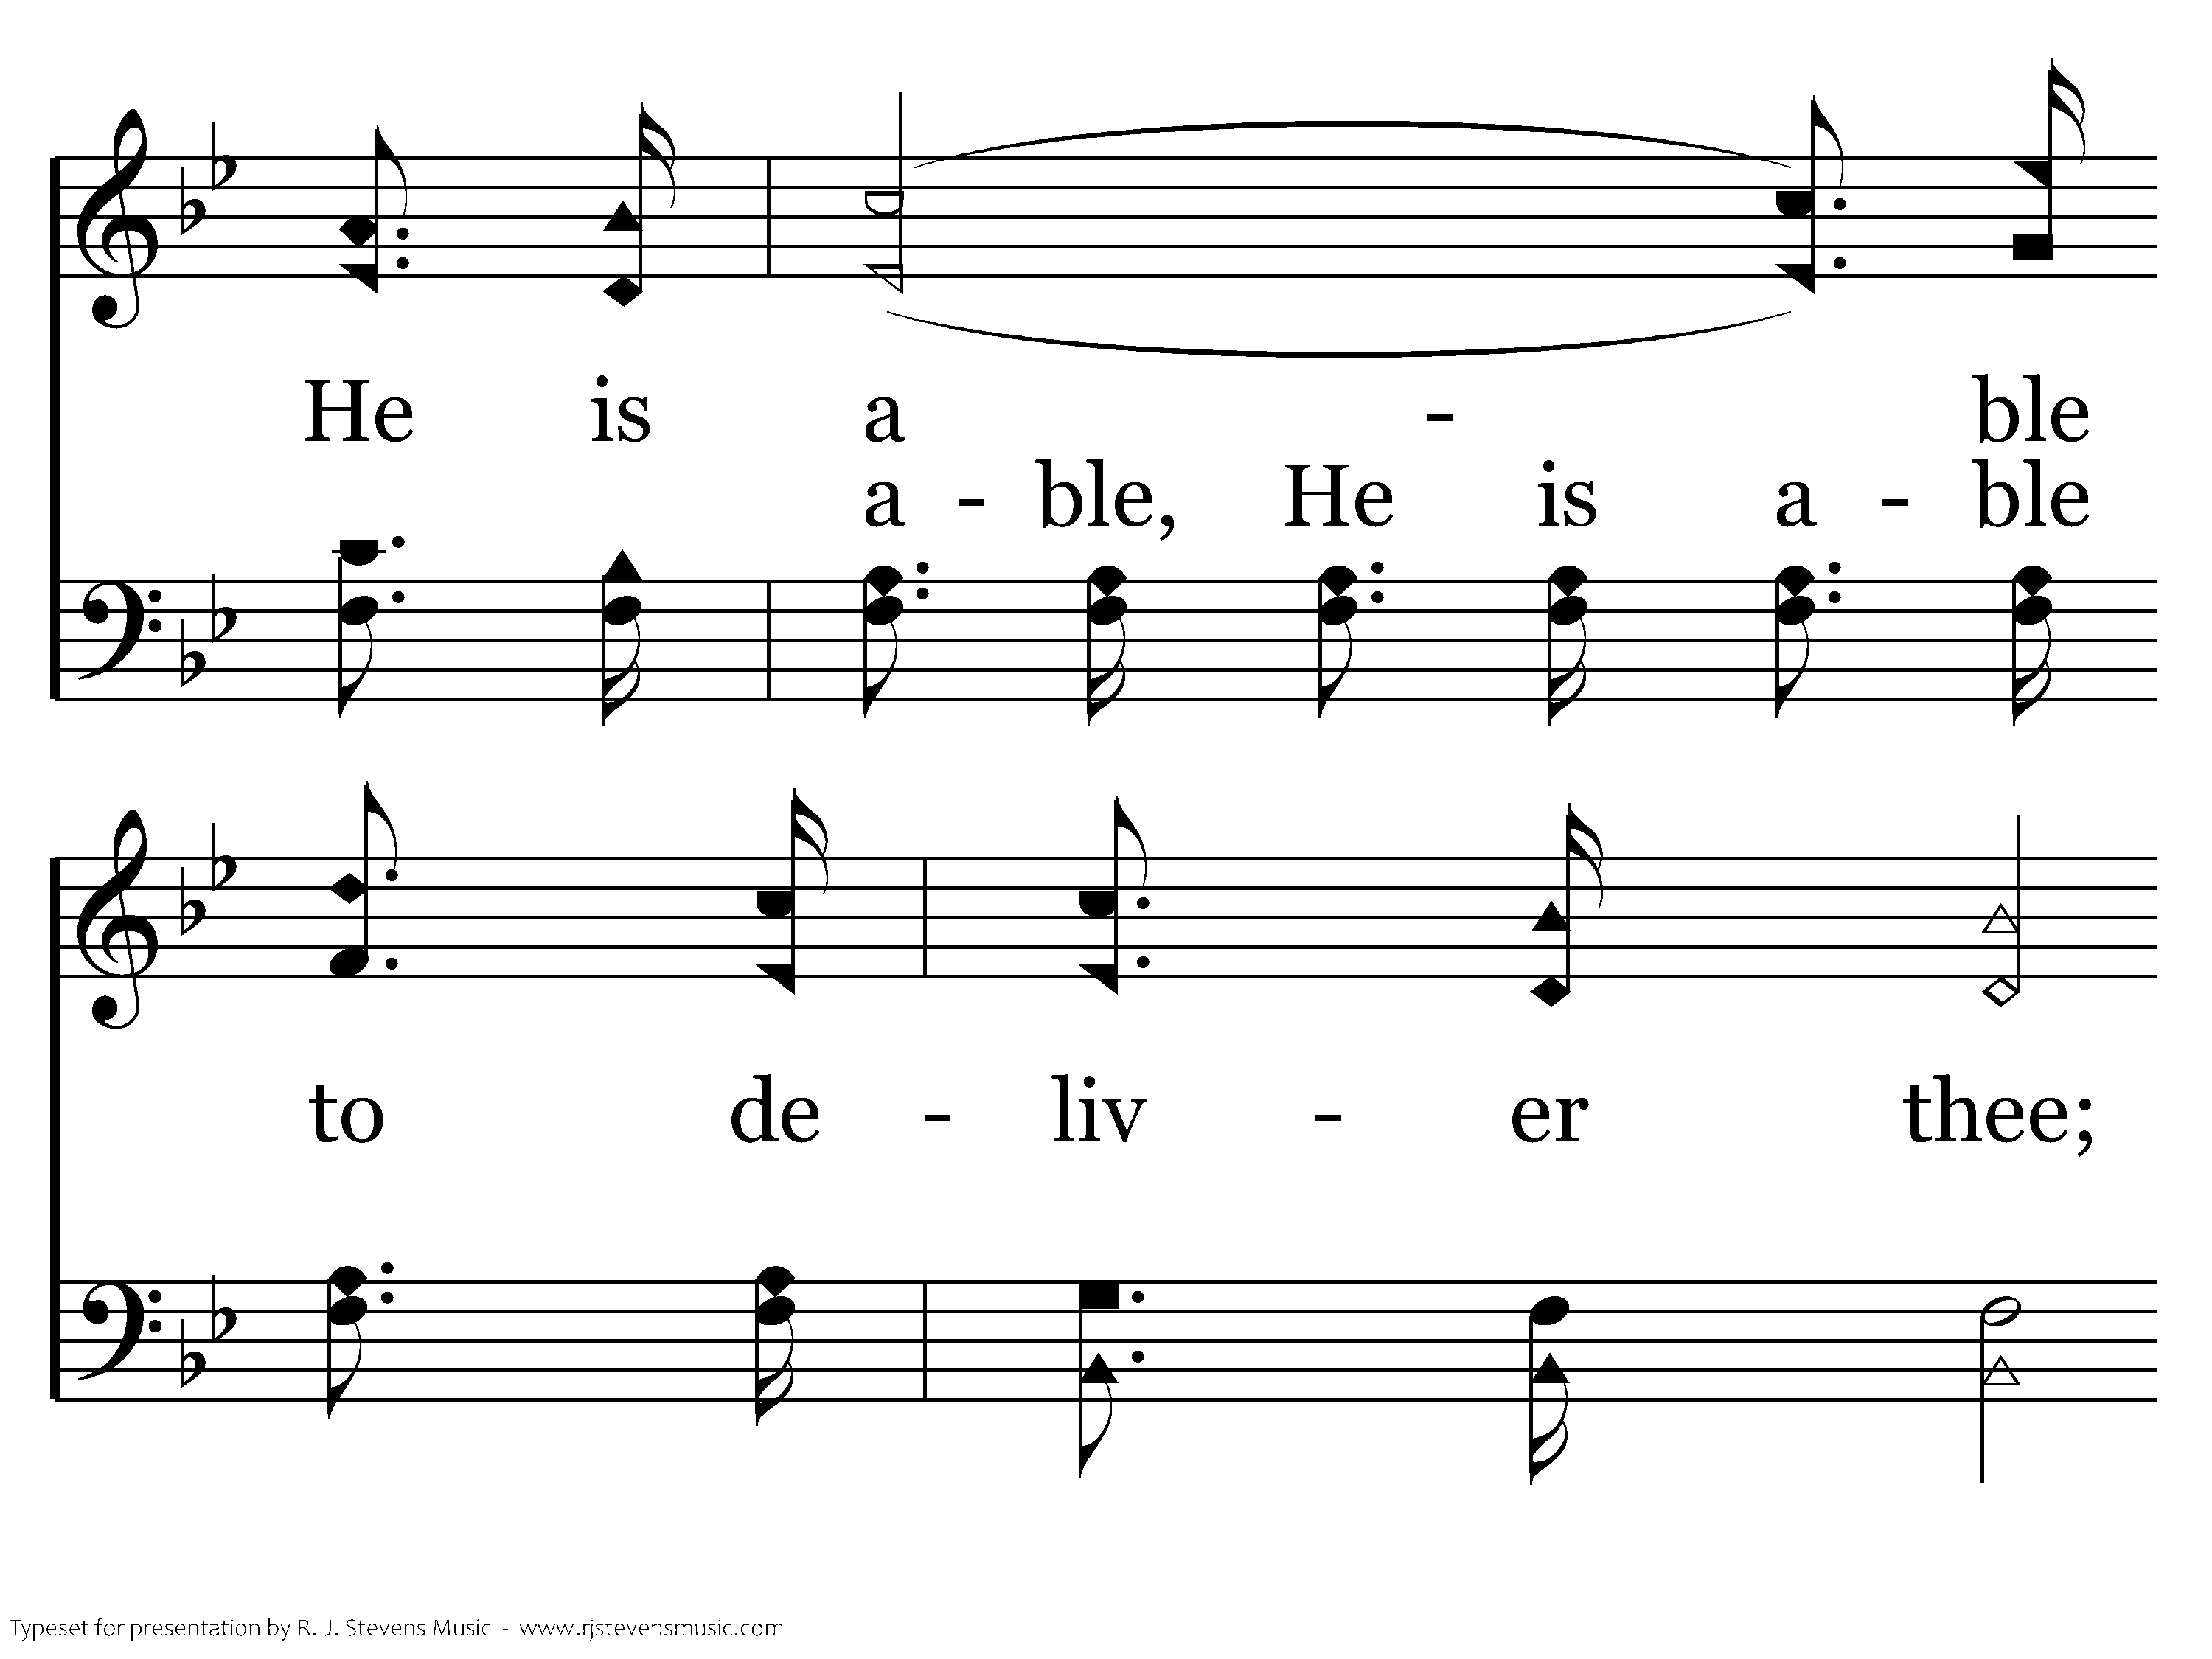 He is a - ble
a - ble, He is a - ble
to de - liv - er thee;
Typeset for presentation by R. J. Stevens Music - www.rjstevensmusic.com